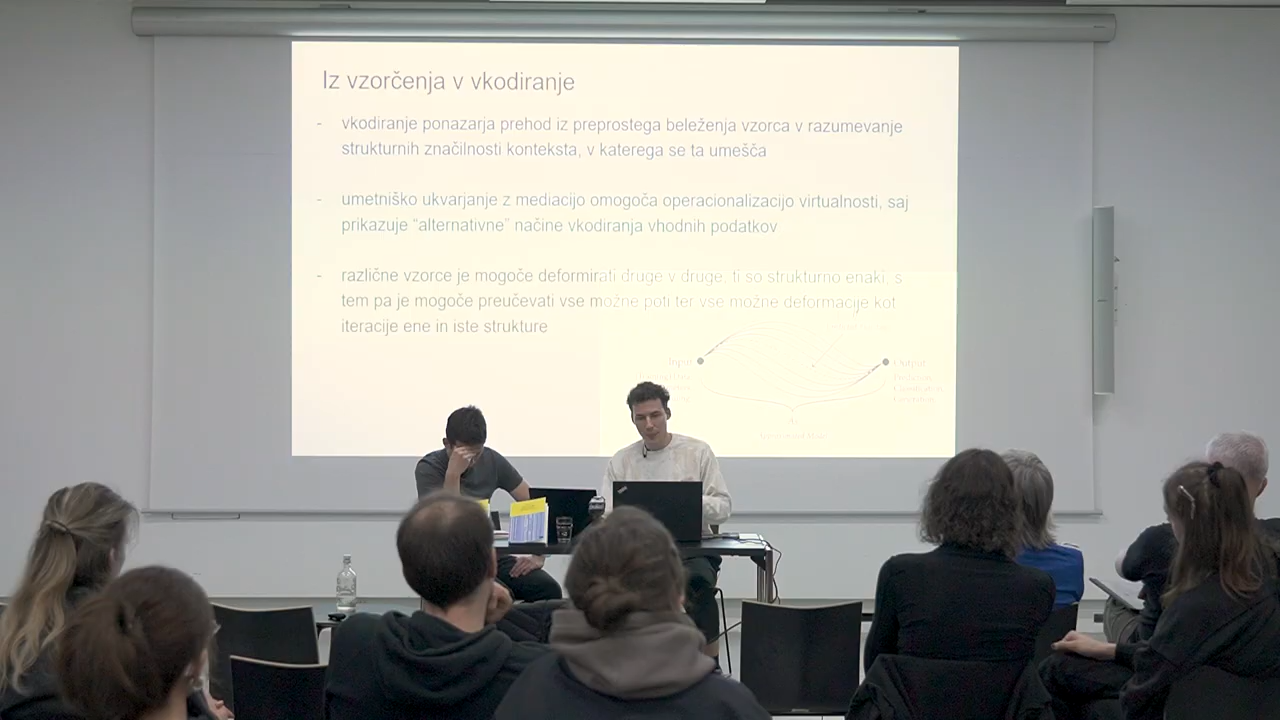 Iz vzorčenja v vkodiranje
- vkodiranje ponazarja prehod iz preprostega beleženja vzorca v razumevanje
strukturnih značilnosti konteksta, v katerega se ta umešča
- umetniško ukvarjanje z mediacijo omogoča operacionalizacijo virtualnosti, saj
prikazuje “alternativne” načine vkodiranja vhodnih podatkov
- različne vzorce je mogoče deformirati druge v druge, ti so strukturno enaki, s
tem pa je mogoče preučevati vse možne poti ter vse možne deformacije kot
iteracije ene in iste strukture
Input
Output